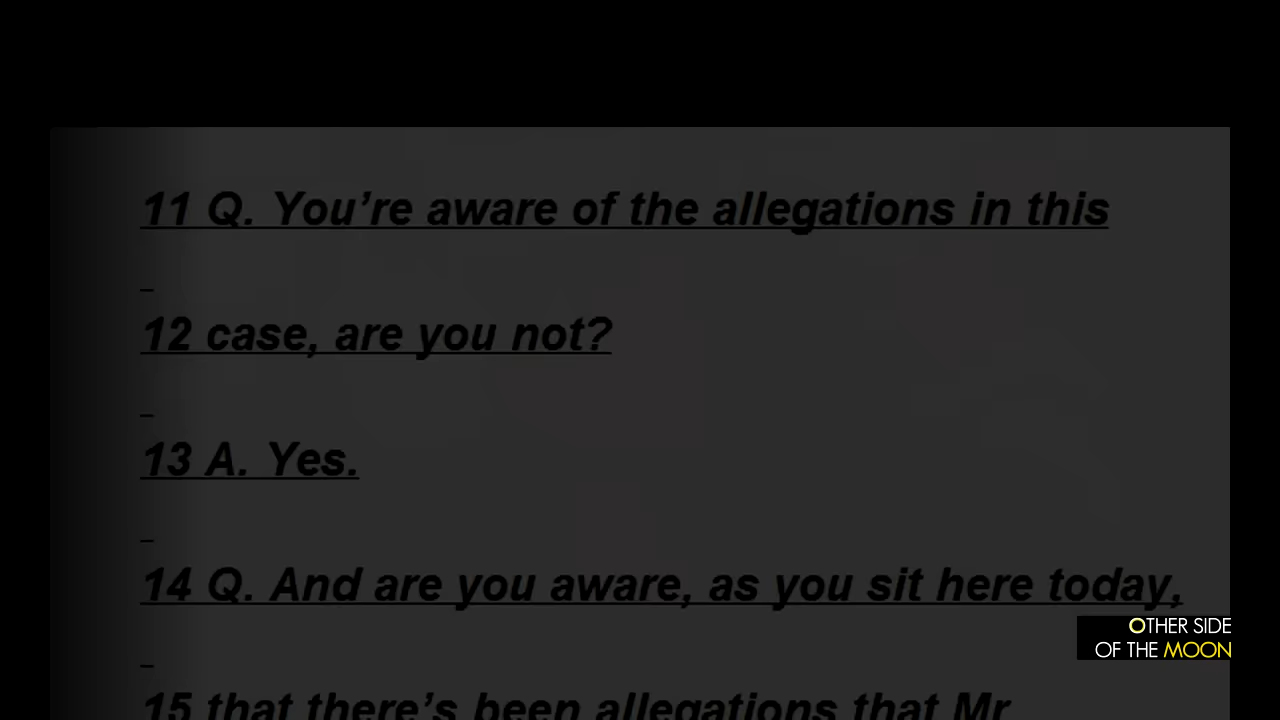 11 Q. You’re aware of the allegations in this
12 case, are you not?
13 A. Yes.
14 Q. And are you aware, as you sit here today,
15 that there’s been allegations that Mr
OTHER SIDE
OF THE MOON